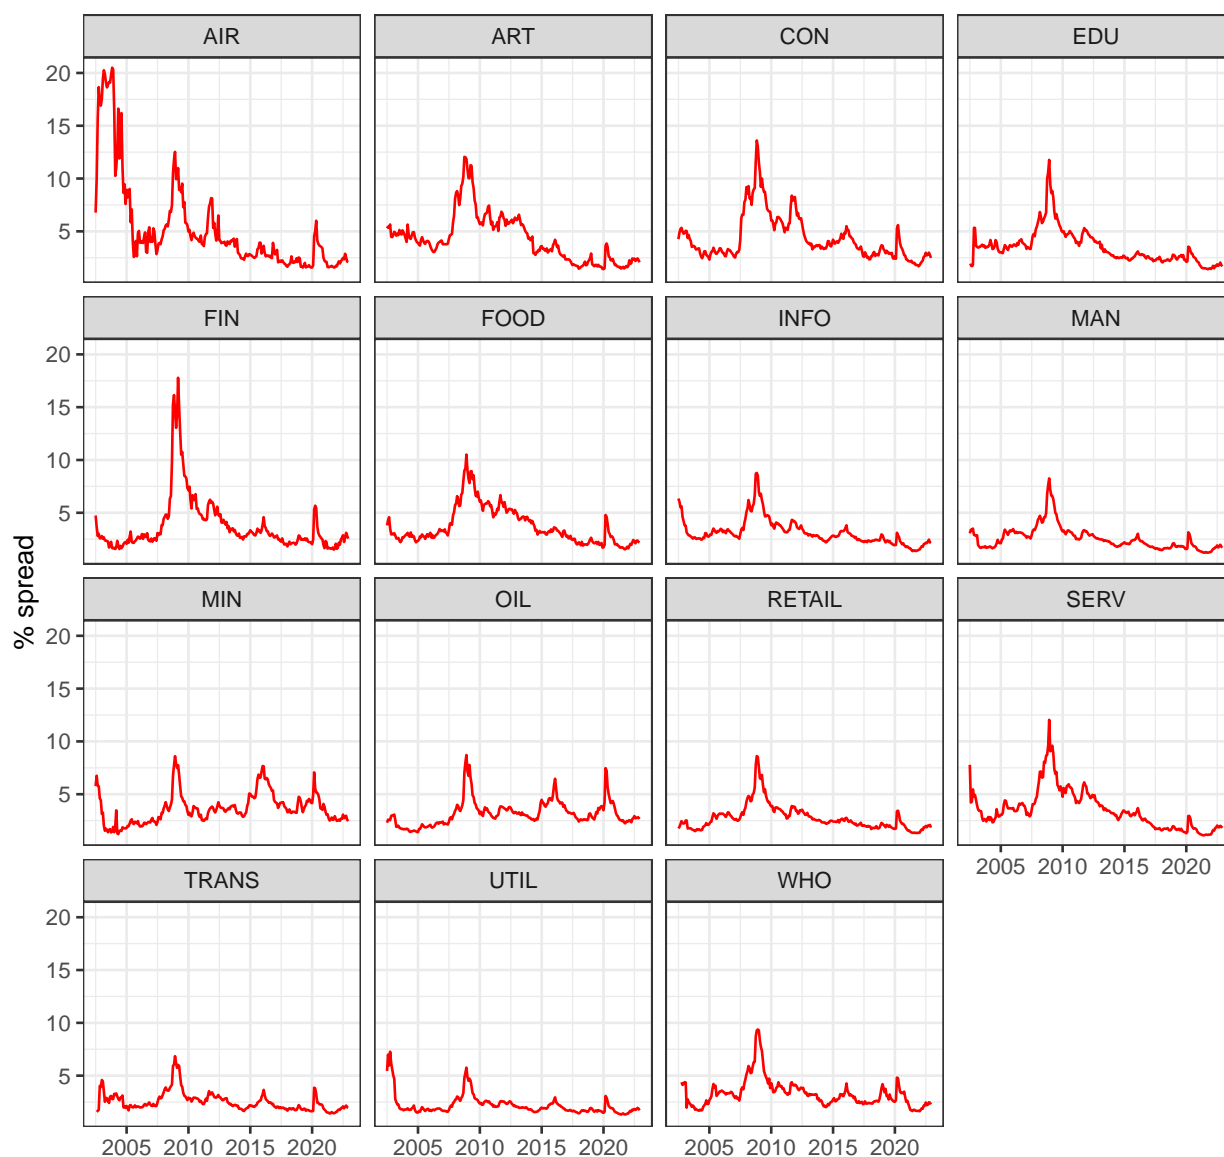 AIR ART CON EDU
20
15
10
5
FIN FOOD INFO MAN
20
15
10
5
% spread
MIN OIL RETAIL SERV
20
15
10
5
2005 2010 2015 2020
TRANS UTIL WHO
20
15
10
5
2005 2010 2015 2020 2005 2010 2015 2020 2005 2010 2015 2020